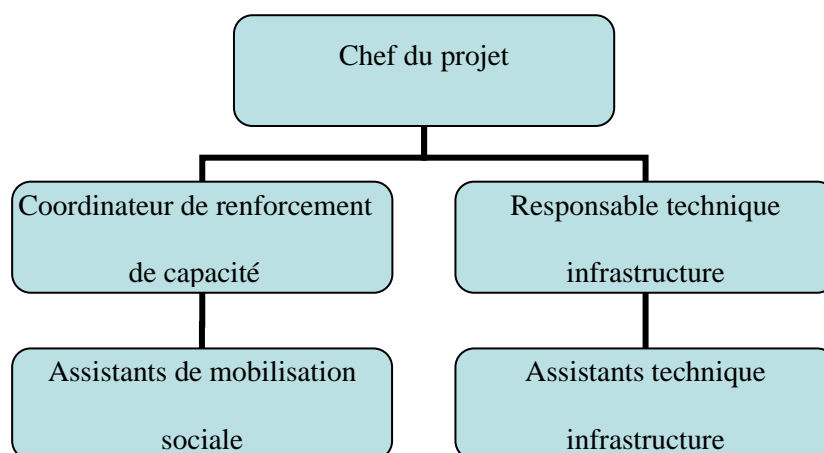 Chef du projet
Coordinateur de renforcement
de capacité
Responsable technique
infrastructure
Assistants de mobilisation
sociale
Assistants technique
infrastructure